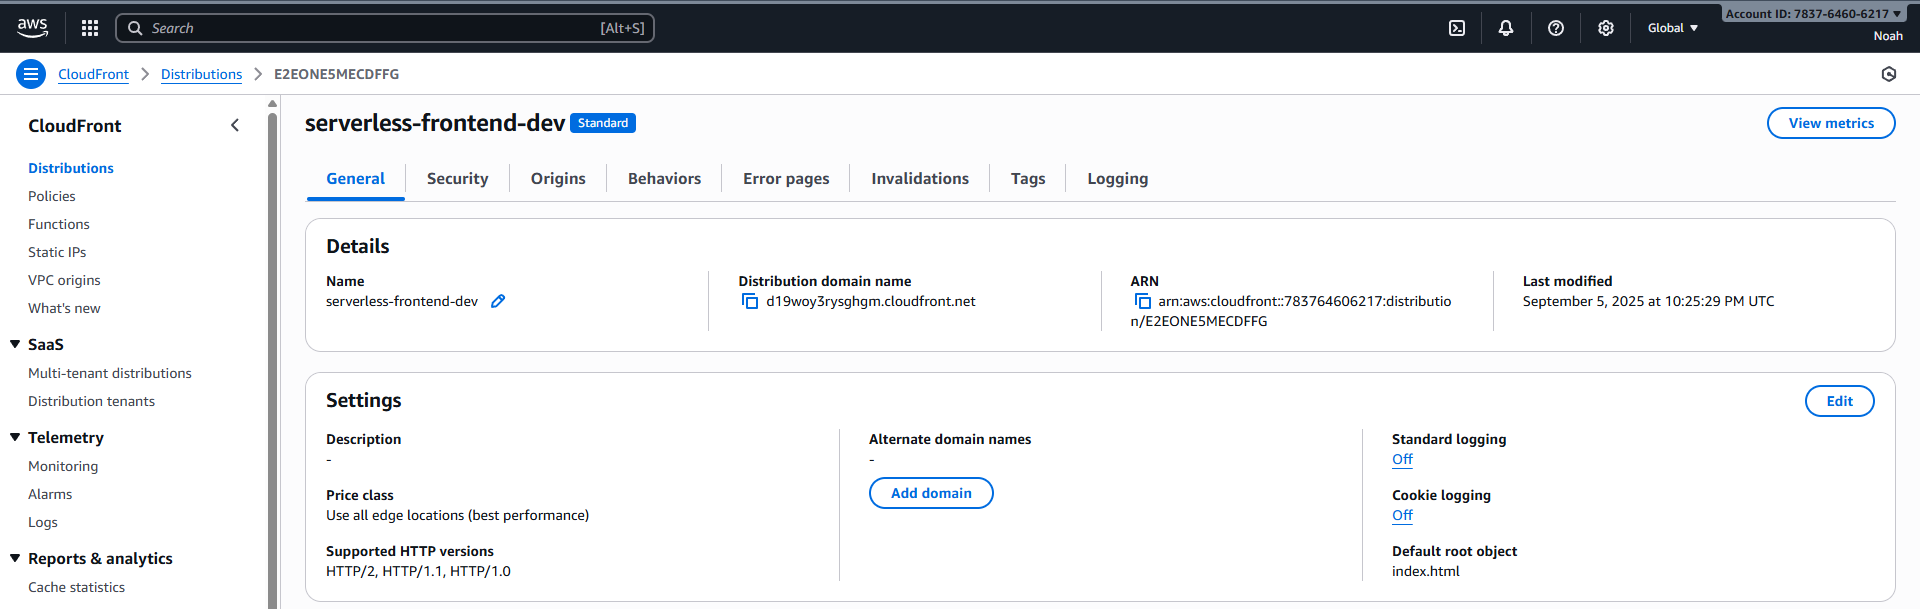 aws
Search [Alt+S]
Global
Account ID: 7837-6460-6217
Noah
CloudFront
Distributions
E2EONE5MECDFFG
CloudFront
Distributions
Policies
Functions
Static IPs
VPC origins
What's new
SaaS
Multi-tenant distributions
Distribution tenants
Telemetry
Monitoring
Alarms
Logs
Reports & analytics
Cache statistics
serverless-frontend-dev Standard
View metrics
General Security Origins Behaviors Error pages Invalidations Tags Logging
Details
Name
serverless-frontend-dev
Distribution domain name
d19woy3rysghgm.cloudfront.net
ARN
arn:aws:cloudfront::783764606217:distributio
n/E2EONE5MECDFFG
Last modified
September 5, 2025 at 10:25:29 PM UTC
Settings
Edit
Description
-
Price class
Use all edge locations (best performance)
Supported HTTP versions
HTTP/2, HTTP/1.1, HTTP/1.0
Alternate domain names
-
Add domain
Standard logging
Off
Cookie logging
Off
Default root object
index.html